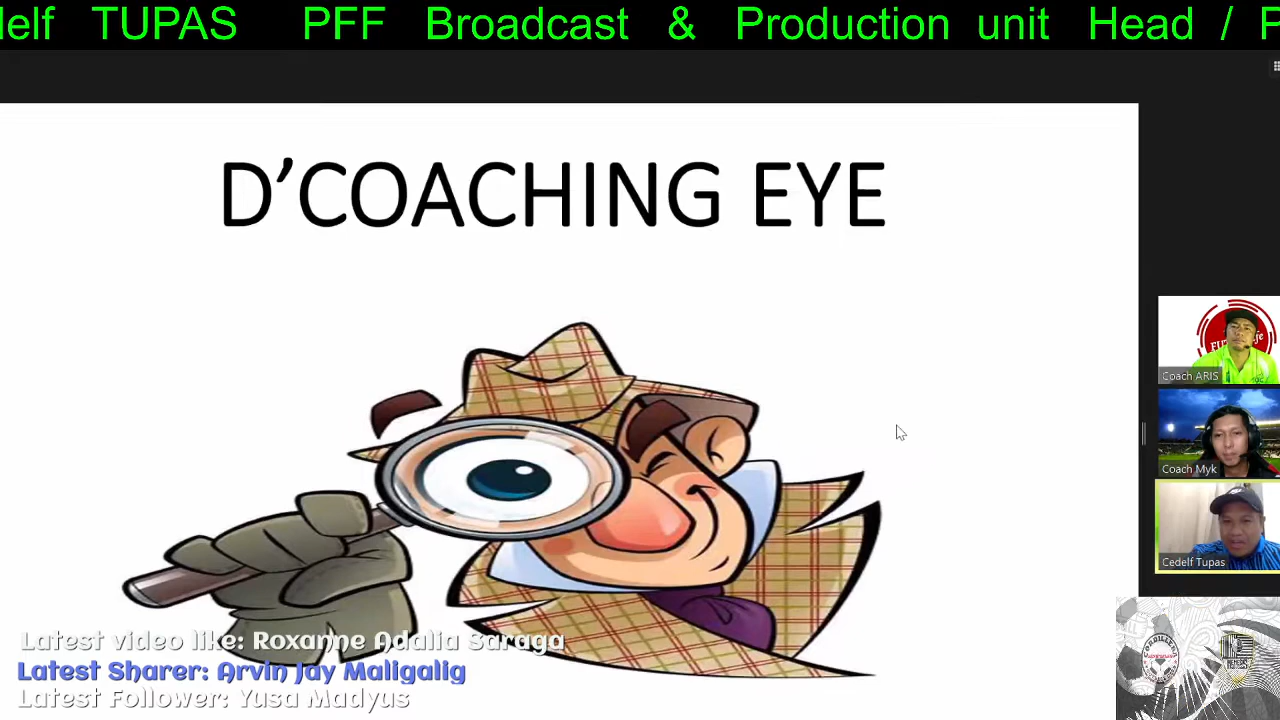 delf TUPAS PFF Broadcast & Production unit Head /
D'COACHING EYE
Coach ARIS
Coach Myk
Cedelf Tupas
Latest video like: Roxanne Adalia Saraga
Latest Sharer: Arvin Jay Maligalig
Latest Follower: Yusa Madyus